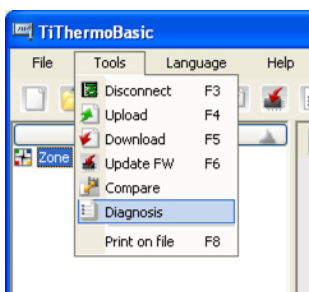 TiThermoBasic
File Tools Language Help
Disconnect F3
Upload F4
Download F5
Zone
Update FW F6
Compare
Diagnosis
Print on file F8